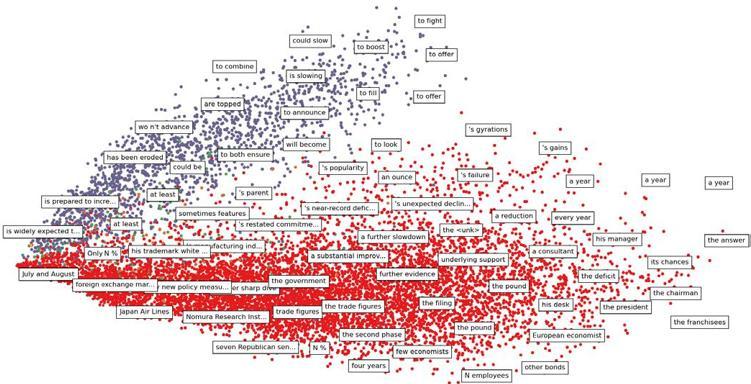 to fight
could slow
to boost
to offer
to combine
is slowing
to fill
to offer
are topped
to announce
wo n't advance
's gyrations
will become
to look
's gains
has been eroded
to both ensure
could be
's popularity
's failure
an ounce
a year
a year
a year
at least
's parent
is prepared to incre...
's near-record defic...
's unexpected declin...
sometimes features
a reduction
every year
at least
's restated commitme...
is widely expected t...
the <unk>
a further slowdown
his manager
the answer
Only N %
his trademark white ...
ufacturing ind...
a substantial improv...
underlying support
a consultant
its chances
July and August
further evidence
the deficit
foreign exchange mar...
new policy measu...
er sharp
the government
the pound
the chairman
Japan Air Lines
Nomura Research Inst...
trade figures
the trade figures
the filing
his desk
the president
the franchisees
the second phase
the pound
European economist
seven Republican sen...
N %
few economists
four years
N employees
other bonds